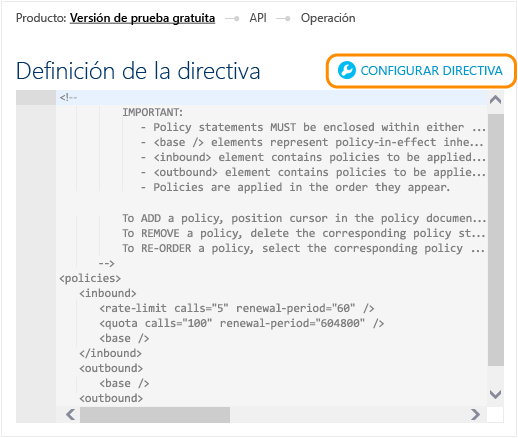 Producto: Versión de prueba gratuita API Operación
Definición de la directiva CONFIGURAR DIRECTIVA
<!--
IMPORTANT:
- Policy statements MUST be enclosed within either ...
- <base /> elements represent policy-in-effect inhe...
- <inbound> element contains policies to be applied...
- <outbound> element contains policies to be applie...
- Policies are applied in the order they appear.
To ADD a policy, position cursor in the policy documen...
To REMOVE a policy, delete the corresponding policy st...
To RE-ORDER a policy, select the corresponding policy ...
-->
<policies>
<inbound>
<rate-limit calls="5" renewal-period="60" />
<quota calls="100" renewal-period="604800" />
<base />
</inbound>
<outbound>
<base />
<outbound>